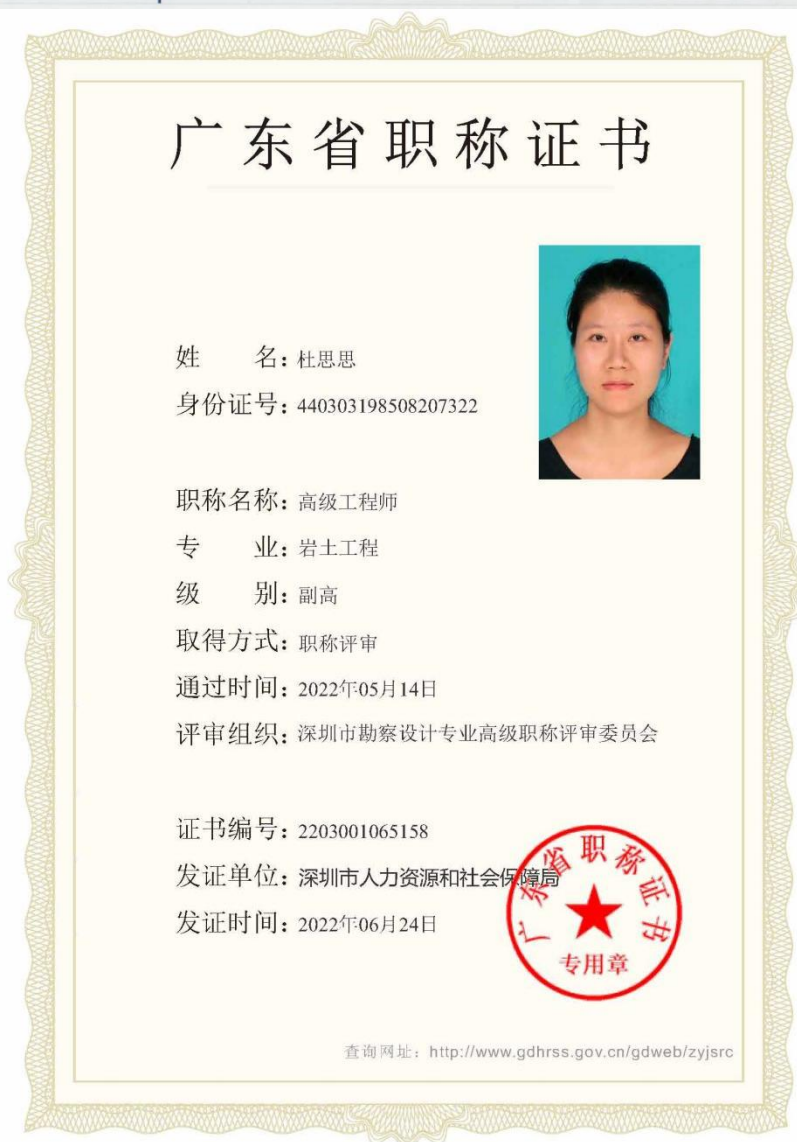 广东省职称证书
姓 名：杜思思
身份证号：440303198508207322
职称名称：高级工程师
专 业：岩土工程
级 别：副高
取得方式：职称评审
通过时间：2022年05月14日
评审组织：深圳市勘察设计专业高级职称评审委员会
证书编号：2203001065158
发证单位：深圳市人力资源和社会保障局
发证时间：2022年06月24日
广东省职称证书
专用章
查询网址：http://www.gdhrss.gov.cn/gdweb/zyjsrc